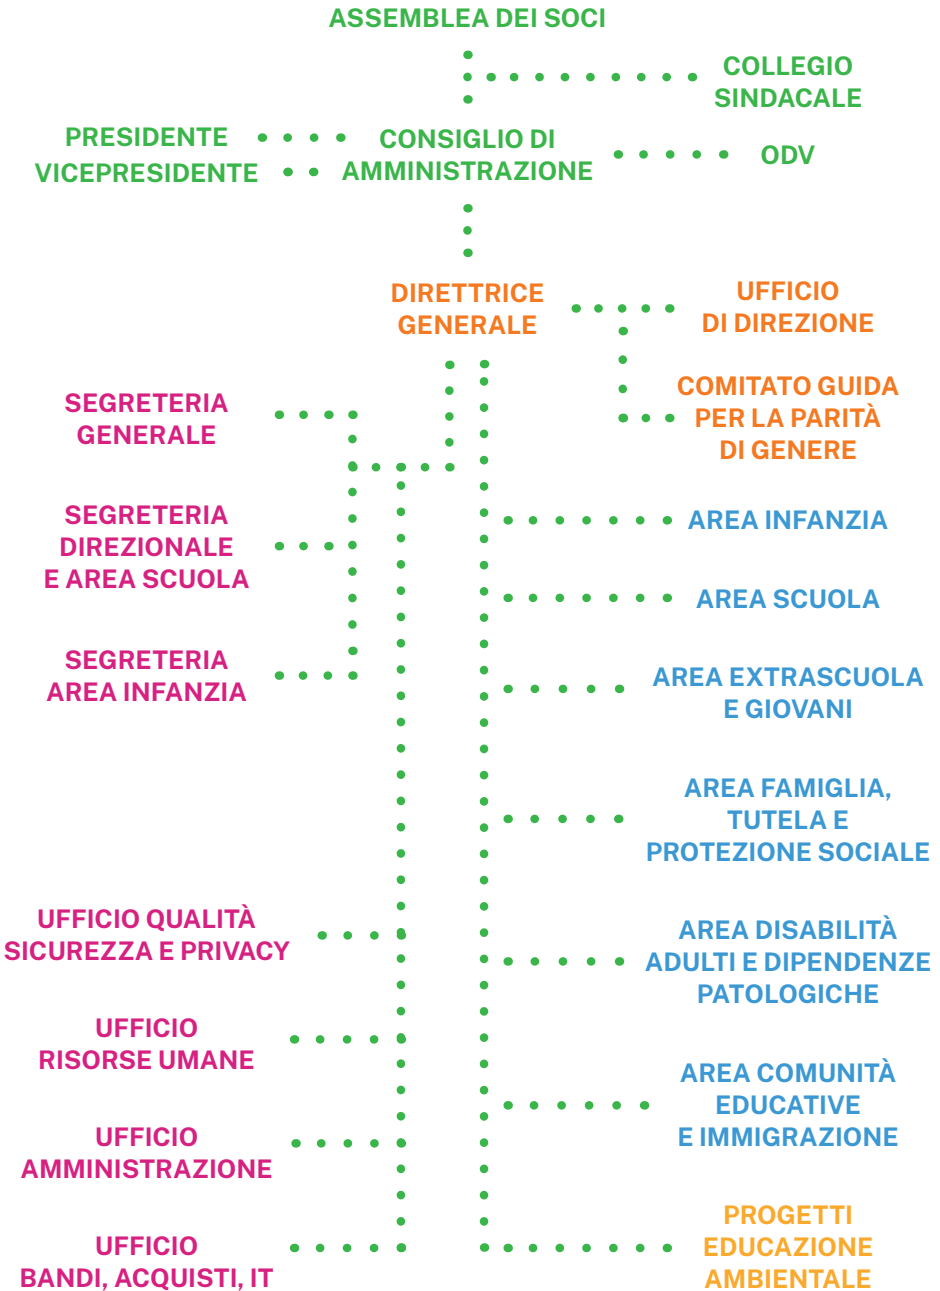 ASSEMBLEA DEI SOCI
COLLEGIO
SINDACALE
PRESIDENTE
VICEPRESIDENTE
CONSIGLIO DI
AMMINISTRAZIONE
ODV
DIRETTRICE
GENERALE
UFFICIO
DI DIREZIONE
COMITATO GUIDA
PER LA PARITÀ
DI GENERE
SEGRETERIA
GENERALE
SEGRETERIA
DIREZIONALE
E AREA SCUOLA
SEGRETERIA
AREA INFANZIA
UFFICIO QUALITÀ
SICUREZZA E PRIVACY
UFFICIO
RISORSE UMANE
UFFICIO
AMMINISTRAZIONE
UFFICIO
BANDI, ACQUISTI, IT
AREA INFANZIA
AREA SCUOLA
AREA EXTRASCUOLA
E GIOVANI
AREA FAMIGLIA,
TUTELA E
PROTEZIONE SOCIALE
AREA DISABILITÀ
ADULTI E DIPENDENZE
PATOLOGICHE
AREA COMUNITÀ
EDUCATIVE
E IMMIGRAZIONE
PROGETTI
EDUCAZIONE
AMBIENTALE